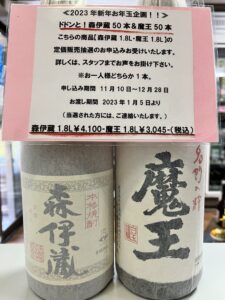 ≪2023年新年お年玉企画！！≫
ドドンと！森伊蔵50本＆魔王50本
こちらの商品【森伊蔵1.8L・魔王1.8L】の
定価販売抽選のお申込みお受けいたします。
詳しくは、スタッフまでお声をお掛け下さい。
※お一人様どちらか1本。
申し込み期間 11月10日～12月28日
お渡し期間 2023年1月5日より
（当選された方には、ご連絡いたします。）
森伊蔵1.8L￥4,100-魔王1.8L￥3,045-(税込)
本格焼酎
森伊蔵
魔王